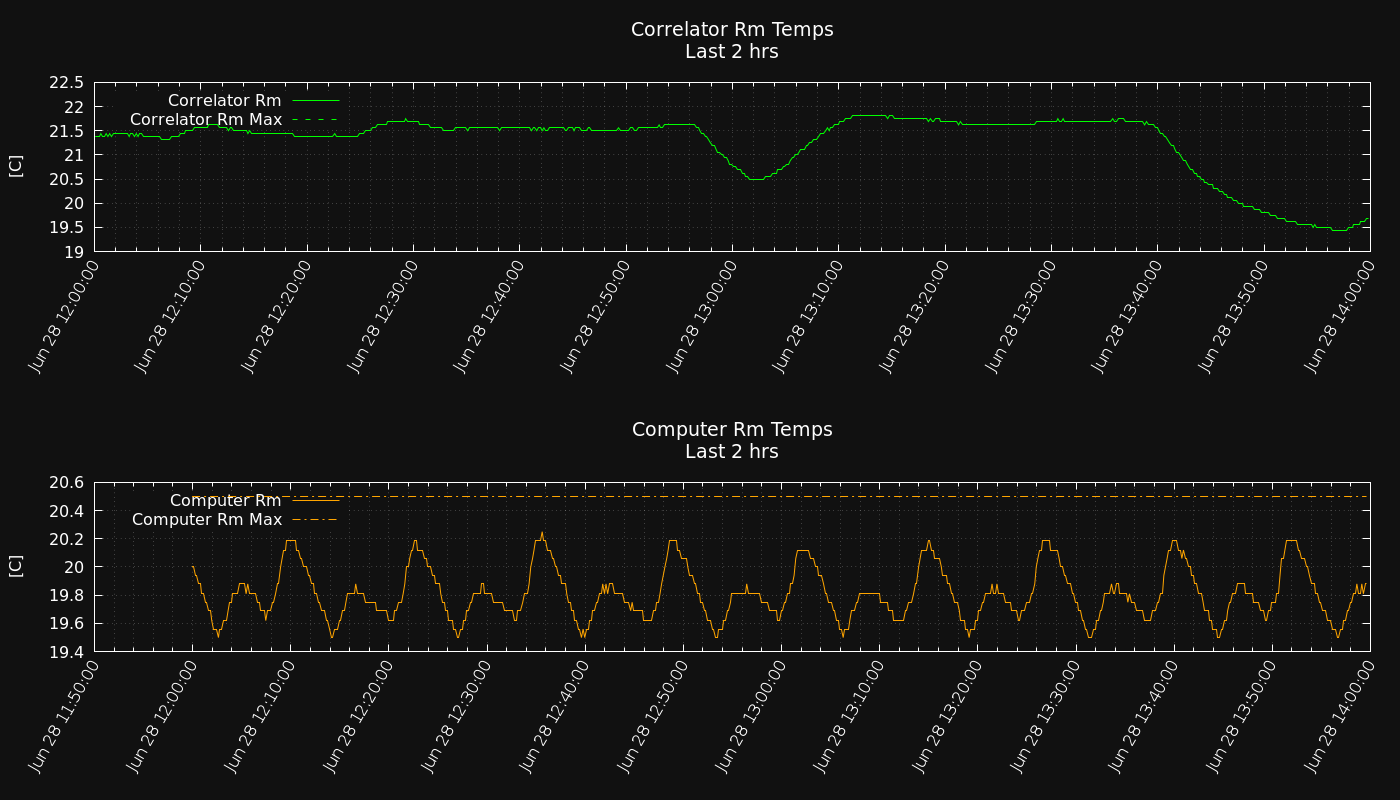 Correlator Rm Temps
Last 2 hrs
22.5
22
21.5
21
20.5
20
19.5
19
[C]
Correlator Rm
Correlator Rm Max
Jun 28 12:00:00
Jun 28 12:10:00
Jun 28 12:20:00
Jun 28 12:30:00
Jun 28 12:40:00
Jun 28 12:50:00
Jun 28 13:00:00
Jun 28 13:10:00
Jun 28 13:20:00
Jun 28 13:30:00
Jun 28 13:40:00
Jun 28 13:50:00
Jun 28 14:00:00
Computer Rm Temps
Last 2 hrs
20.6
20.4
20.2
20
19.8
19.6
19.4
[C]
Computer Rm
Computer Rm Max
Jun 28 11:50:00
Jun 28 12:00:00
Jun 28 12:10:00
Jun 28 12:20:00
Jun 28 12:30:00
Jun 28 12:40:00
Jun 28 12:50:00
Jun 28 13:00:00
Jun 28 13:10:00
Jun 28 13:20:00
Jun 28 13:30:00
Jun 28 13:40:00
Jun 28 13:50:00
Jun 28 14:00:00